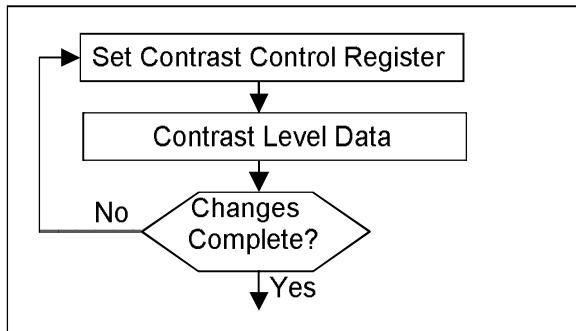 Set Contrast Control Register
Contrast Level Data
No
Changes
Complete?
Yes